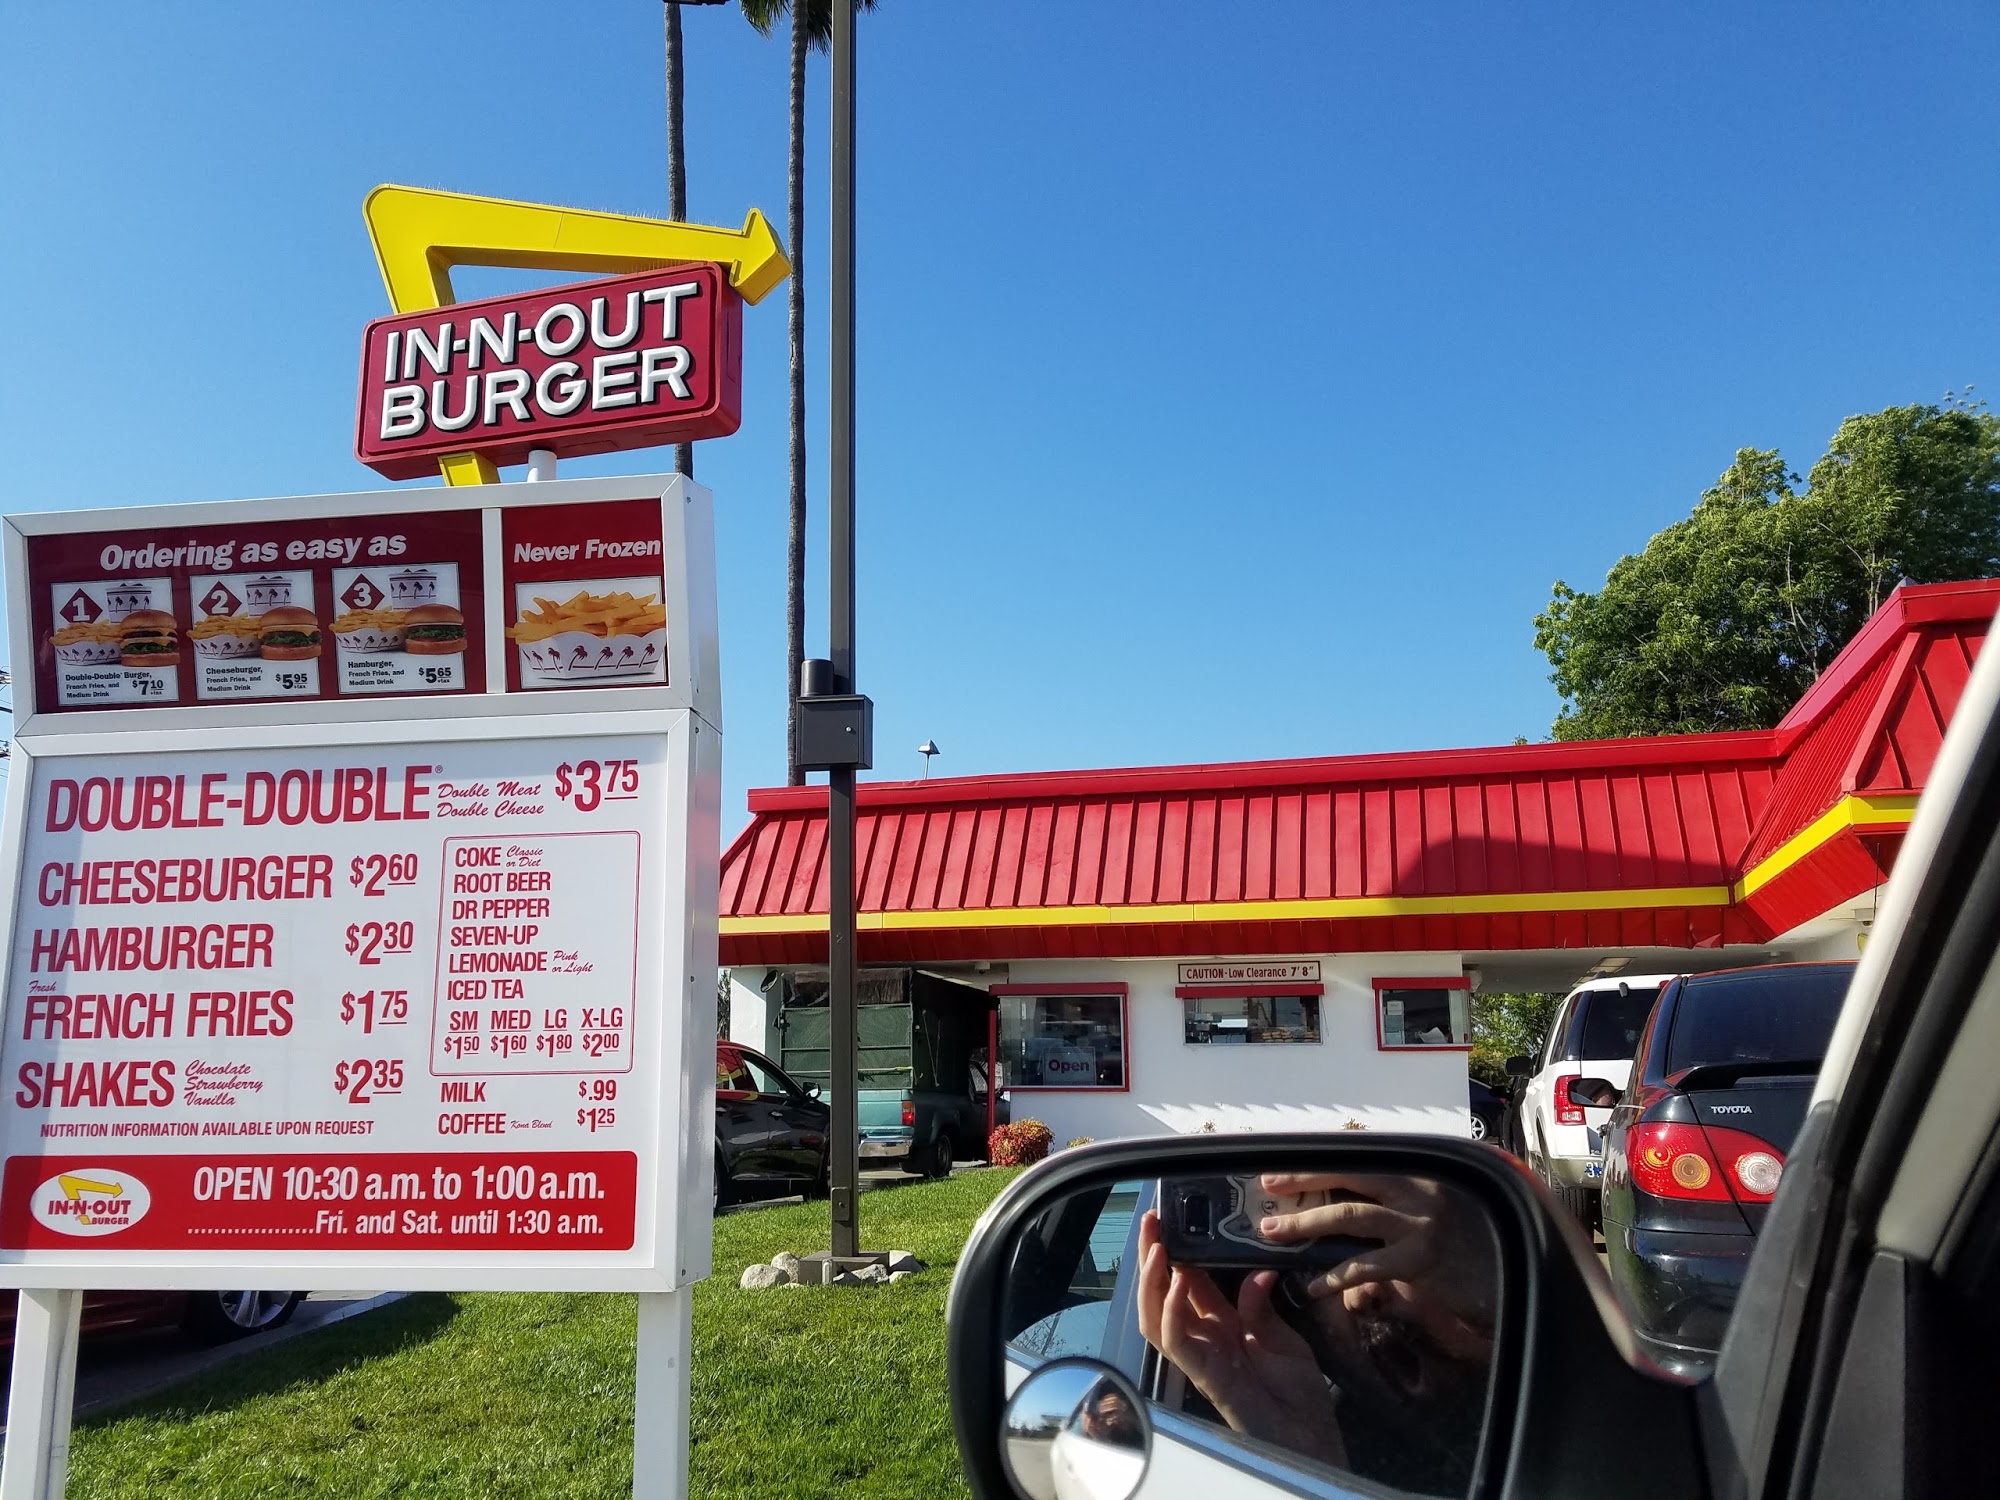 IN-N-OUT
BURGER
Ordering as easy as
Never Frozen
1
2
3
Double-Double® Burger,
French Fries, and
Medium Drink
$7.10
+tax
Cheeseburger,
French Fries, and
Medium Drink
$5.95
+tax
Hamburger,
French Fries, and
Medium Drink
$5.65
+tax
DOUBLE-DOUBLE® Double Meat Double Cheese $3.75
CHEESEBURGER $2.60
HAMBURGER $2.30
Fresh
FRENCH FRIES $1.75
SHAKES Chocolate Strawberry Vanilla $2.35
NUTRITION INFORMATION AVAILABLE UPON REQUEST
COKE Classic or Diet
ROOT BEER
DR PEPPER
SEVEN-UP
LEMONADE Pink or Light
ICED TEA
SM MED LG X-LG
$1.50 $1.60 $1.80 $2.00
MILK $.99
COFFEE Kona Blend $1.25
IN-N-OUT
BURGER
OPEN 10:30 a.m. to 1:00 a.m.
....................Fri. and Sat. until 1:30 a.m.
CAUTION-Low Clearance 7' 8"
Open
TOYOTA